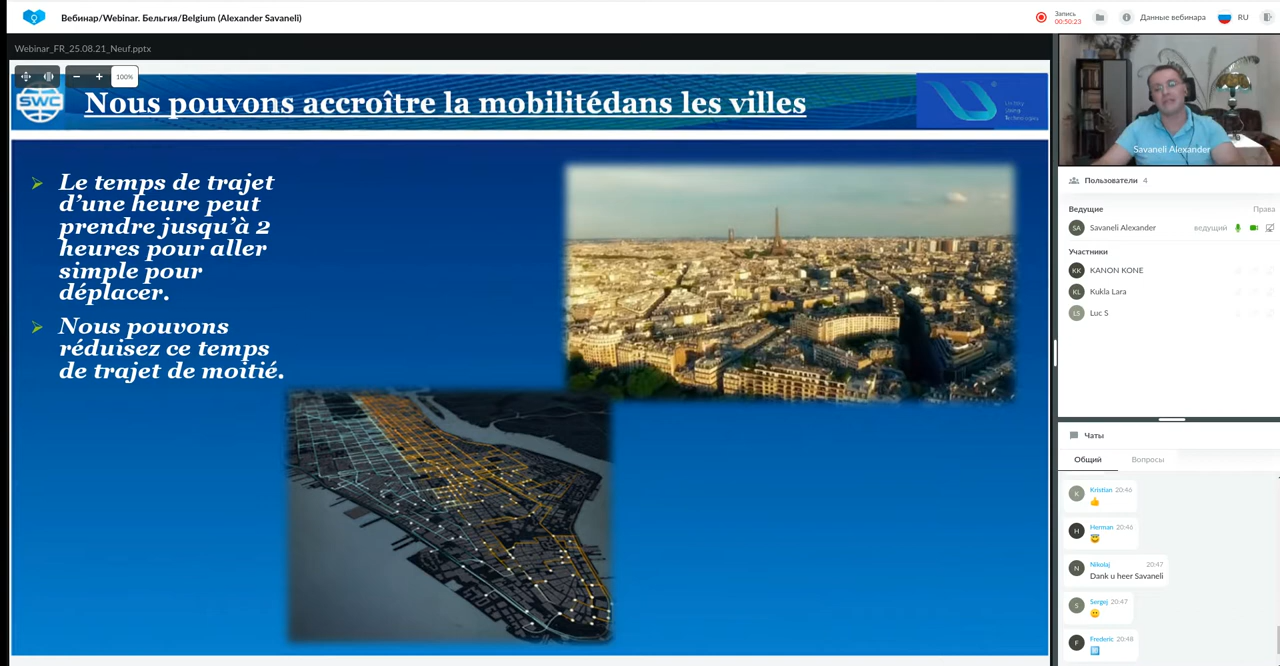 Вебинар/Webinar. Бельгия/Belgium (Alexander Savaneli)
Запись
00:50:23
Данные вебинара
RU
Webinar_FR_25.08.21_Neuf.pptx
100%
SWC
Nous pouvons accroître la mobilitédans les villes
Le temps de trajet
d’une heure peut
prendre jusqu’à 2
heures pour aller
simple pour
déplacer.
Nous pouvons
réduisez ce temps
de trajet de moitié.
Savaneli Alexander
Пользователи 4
Ведущие Права
SA Savaneli Alexander ведущий
Участники
KK KANON KONE
KL Kukla Lara
LS Luc S
Чаты
Общий Вопросы
K Kristian 20:46
👍
H Herman 20:46
😇
N Nikolaj 20:47
Dank u heer Savaneli
S Sergej 20:47
🙂
F Frederic 20:48